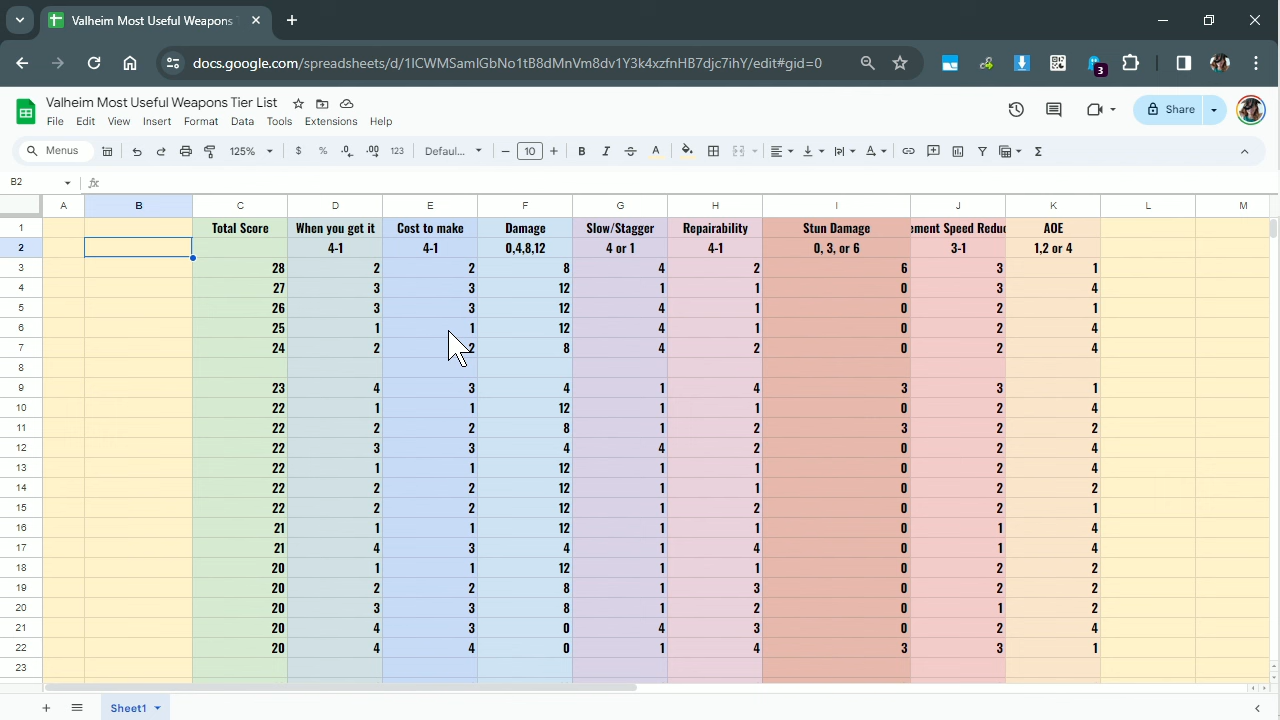 Valheim Most Useful Weapons
docs.google.com/spreadsheets/d/1ICWMSamIGbNo1tB8dMnVm8dv1Y3k4xzfnHB7djc7ihY/edit#gid=0
3
Valheim Most Useful Weapons Tier List
File Edit View Insert Format Data Tools Extensions Help
Share
Menus 125% $ % .0 .00 123 Defaul... 10 B I A
B2 fx
A B C D E F G H I J K L M
1 Total Score When you get it Cost to make Damage Slow/Stagger Repairability Stun Damage ement Speed Reduc AOE
2 4-1 4-1 0,4,8,12 4 or 1 4-1 0, 3, or 6 3-1 1,2 or 4
3 28 2 2 8 4 2 6 3 1
4 27 3 3 12 1 1 0 3 4
5 26 3 3 12 4 1 0 2 1
6 25 1 1 12 4 1 0 2 4
7 24 2 2 8 4 2 0 2 4
8
9 23 4 3 4 1 4 3 3 1
10 22 1 1 12 1 1 0 2 4
11 22 2 2 8 1 2 3 2 2
12 22 3 3 4 4 2 0 2 4
13 22 1 1 12 1 1 0 2 4
14 22 2 2 12 1 1 0 2 2
15 22 2 2 12 1 2 0 2 1
16 21 1 1 12 1 1 0 1 4
17 21 4 3 4 1 4 0 1 4
18 20 1 1 12 1 1 0 2 2
19 20 2 2 8 1 3 0 2 2
20 20 3 3 8 1 2 0 1 2
21 20 4 3 0 4 3 0 2 4
22 20 4 4 0 1 4 3 3 1
23
Sheet1